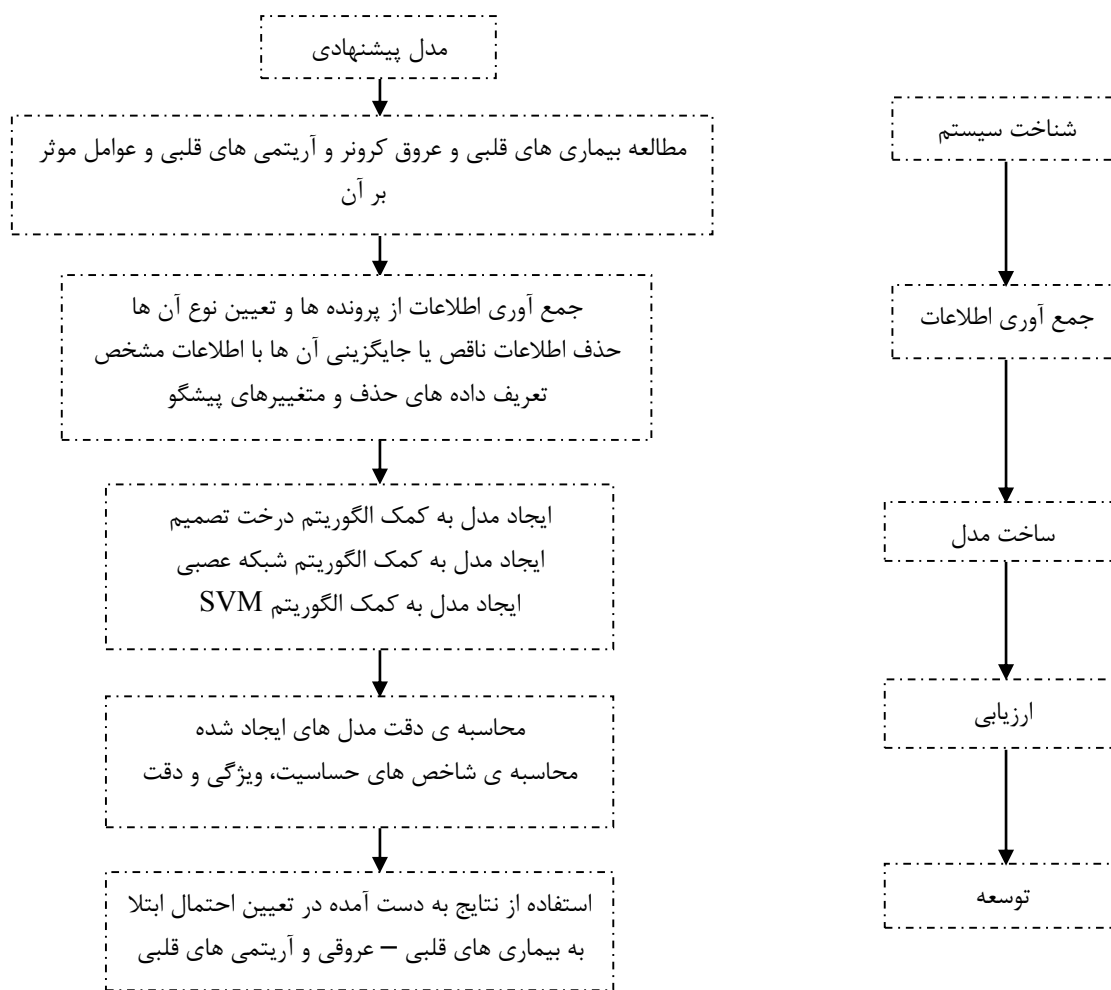 مدل پیشنهادی
مطالعه بیماری های قلبی و عروق کرونر و آریتمی های قلبی و عوامل موثر
بر آن
جمع آوری اطلاعات از پرونده ها و تعیین نوع آن ها
حذف اطلاعات ناقص یا جایگزینی آن ها با اطلاعات مشخص
تعریف داده های حذف و متغییرهای پیشگو
ایجاد مدل به کمک الگوریتم درخت تصمیم
ایجاد مدل به کمک الگوریتم شبکه عصبی
ایجاد مدل به کمک الگوریتم SVM
محاسبه ی دقت مدل های ایجاد شده
محاسبه ی شاخص های حساسیت، ویژگی و دقت
استفاده از نتایج به دست آمده در تعیین احتمال ابتلا
به بیماری های قلبی – عروقی و آریتمی های قلبی
شناخت سیستم
جمع آوری اطلاعات
ساخت مدل
ارزیابی
توسعه